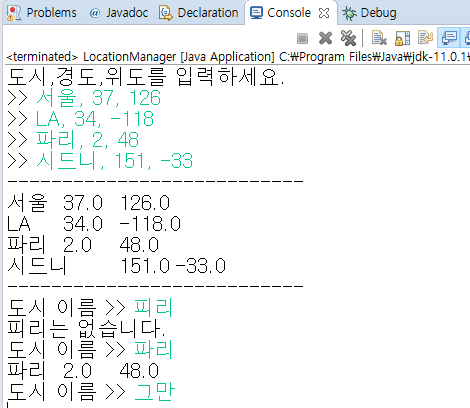 Problems @ Javadoc Declaration Console Debug
<terminated> LocationManager [Java Application] C:\Program Files\Java\jdk-11.0.1\
도시,경도,위도를 입력하세요.
>> 서울, 37, 126
>> LA, 34, -118
>> 파리, 2, 48
>> 시드니, 151, -33
---------------------------
서울 37.0 126.0
LA 34.0 -118.0
파리 2.0 48.0
시드니 151.0 -33.0
---------------------------
도시 이름 >> 피리
피리는 없습니다.
도시 이름 >> 파리
파리 2.0 48.0
도시 이름 >> 그만